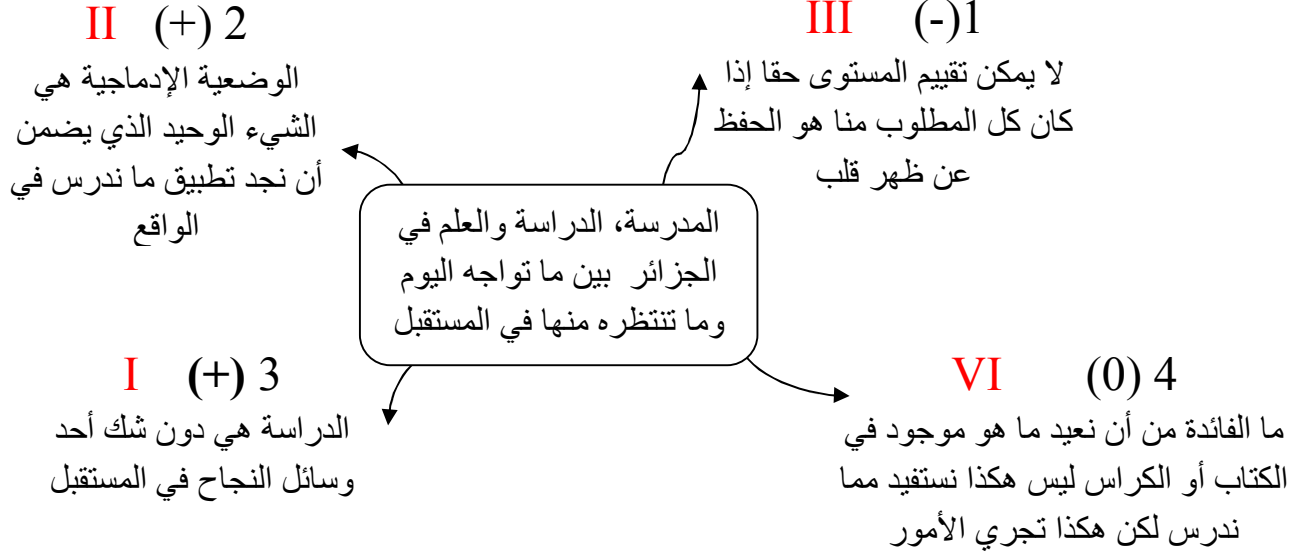 III (-)1
لا يمكن تقييم المستوى حقا إذا
كان كل المطلوب منا هو الحفظ
عن ظهر قلب
II (+) 2
الوضعية الإدماجية هي
الشيء الوحيد الذي يضمن
أن نجد تطبيق ما ندرس في
الواقع
المدرسة، الدراسة والعلم في
الجزائر بين ما تواجه اليوم
وما تنتظره منها في المستقبل
I (+) 3
الدراسة هي دون شك أحد
وسائل النجاح في المستقبل
VI (0) 4
ما الفائدة من أن نعيد ما هو موجود في
الكتاب أو الكراس ليس هكذا نستفيد مما
ندرس لكن هكذا تجري الأمور